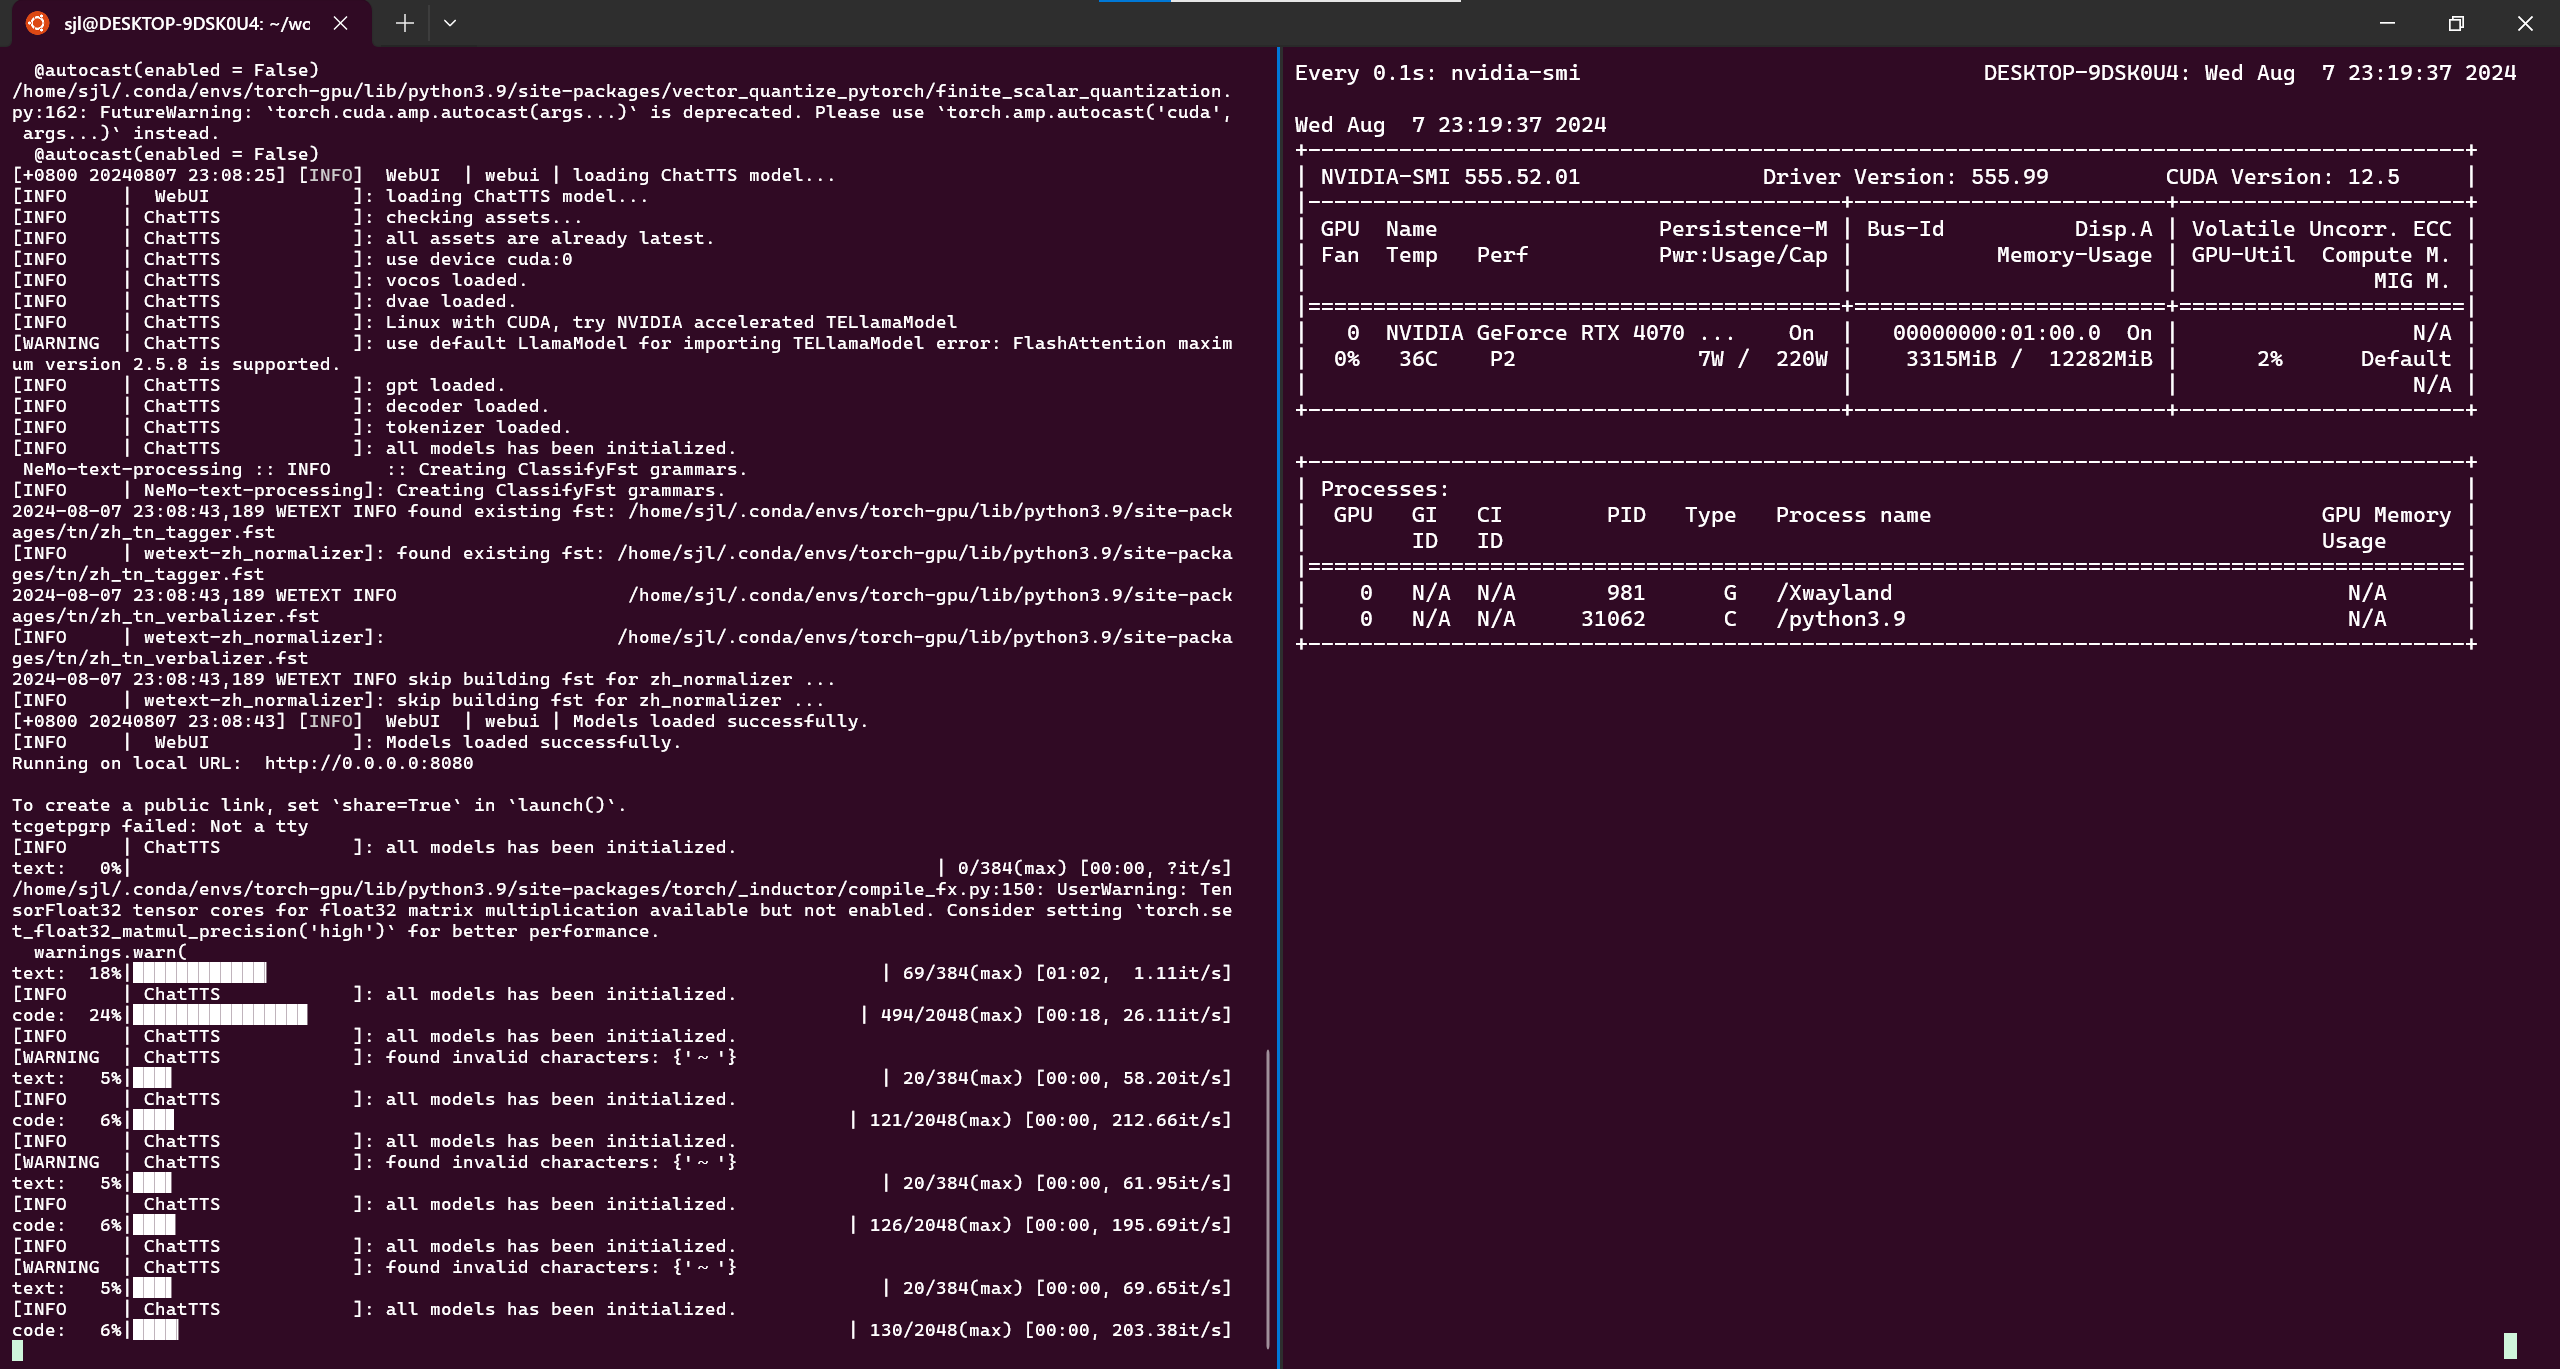 sjl@DESKTOP-9DSK0U4: ~/wc
@autocast(enabled = False)
/home/sjl/.conda/envs/torch-gpu/lib/python3.9/site-packages/vector_quantize_pytorch/finite_scalar_quantization.
py:162: FutureWarning: `torch.cuda.amp.autocast(args...)` is deprecated. Please use `torch.amp.autocast('cuda',
 args...)` instead.
@autocast(enabled = False)
[+0800 20240807 23:08:25] [INFO]  WebUI  | webui | loading ChatTTS model...
[INFO     |  WebUI             ]: loading ChatTTS model...
[INFO     | ChatTTS            ]: checking assets...
[INFO     | ChatTTS            ]: all assets are already latest.
[INFO     | ChatTTS            ]: use device cuda:0
[INFO     | ChatTTS            ]: vocos loaded.
[INFO     | ChatTTS            ]: dvae loaded.
[INFO     | ChatTTS            ]: Linux with CUDA, try NVIDIA accelerated TELlamaModel
[WARNING  | ChatTTS            ]: use default LlamaModel for importing TELlamaModel error: FlashAttention maxim
um version 2.5.8 is supported.
[INFO     | ChatTTS            ]: gpt loaded.
[INFO     | ChatTTS            ]: decoder loaded.
[INFO     | ChatTTS            ]: tokenizer loaded.
[INFO     | ChatTTS            ]: all models has been initialized.
 NeMo-text-processing :: INFO     :: Creating ClassifyFst grammars.
[INFO     | NeMo-text-processing]: Creating ClassifyFst grammars.
2024-08-07 23:08:43,189 WETEXT INFO found existing fst: /home/sjl/.conda/envs/torch-gpu/lib/python3.9/site-pack
ages/tn/zh_tn_tagger.fst
[INFO     | wetext-zh_normalizer]: found existing fst: /home/sjl/.conda/envs/torch-gpu/lib/python3.9/site-packa
ges/tn/zh_tn_tagger.fst
2024-08-07 23:08:43,189 WETEXT INFO                     /home/sjl/.conda/envs/torch-gpu/lib/python3.9/site-pack
ages/tn/zh_tn_verbalizer.fst
[INFO     | wetext-zh_normalizer]:                     /home/sjl/.conda/envs/torch-gpu/lib/python3.9/site-packa
ges/tn/zh_tn_verbalizer.fst
2024-08-07 23:08:43,189 WETEXT INFO skip building fst for zh_normalizer ...
[INFO     | wetext-zh_normalizer]: skip building fst for zh_normalizer ...
[+0800 20240807 23:08:43] [INFO]  WebUI  | webui | Models loaded successfully.
[INFO     |  WebUI             ]: Models loaded successfully.
Running on local URL:  http://0.0.0.0:8080
To create a public link, set `share=True` in `launch()`.
tcgetpgrp failed: Not a tty
[INFO     | ChatTTS            ]: all models has been initialized.
text:   0%|          | 0/384(max) [00:00, ?it/s]
/home/sjl/.conda/envs/torch-gpu/lib/python3.9/site-packages/torch/_inductor/compile_fx.py:150: UserWarning: Ten
sorFloat32 tensor cores for float32 matrix multiplication available but not enabled. Consider setting `torch.se
t_float32_matmul_precision('high')` for better performance.
  warnings.warn(
text:  18%|          | 69/384(max) [01:02,  1.11it/s]
[INFO     | ChatTTS            ]: all models has been initialized.
code:  24%|          | 494/2048(max) [00:18, 26.11it/s]
[INFO     | ChatTTS            ]: all models has been initialized.
[WARNING  | ChatTTS            ]: found invalid characters: {'～'}
text:   5%|          | 20/384(max) [00:00, 58.20it/s]
[INFO     | ChatTTS            ]: all models has been initialized.
code:   6%|          | 121/2048(max) [00:00, 212.66it/s]
[INFO     | ChatTTS            ]: all models has been initialized.
[WARNING  | ChatTTS            ]: found invalid characters: {'～'}
text:   5%|          | 20/384(max) [00:00, 61.95it/s]
[INFO     | ChatTTS            ]: all models has been initialized.
code:   6%|          | 126/2048(max) [00:00, 195.69it/s]
[INFO     | ChatTTS            ]: all models has been initialized.
[WARNING  | ChatTTS            ]: found invalid characters: {'～'}
text:   5%|          | 20/384(max) [00:00, 69.65it/s]
[INFO     | ChatTTS            ]: all models has been initialized.
code:   6%|          | 130/2048(max) [00:00, 203.38it/s]
Every 0.1s: nvidia-smi          DESKTOP-9DSK0U4: Wed Aug  7 23:19:37 2024
Wed Aug  7 23:19:37 2024
| NVIDIA-SMI 555.52.01    Driver Version: 555.99    CUDA Version: 12.5 |
| GPU  Name    Persistence-M | Bus-Id    Disp.A | Volatile Uncorr. ECC |
| Fan  Temp   Perf    Pwr:Usage/Cap |    Memory-Usage | GPU-Util  Compute M. |
|    |    |    MIG M. |
|   0  NVIDIA GeForce RTX 4070 ...    On  |   00000000:01:00.0  On |    N/A |
|  0%   36C    P2    7W /  220W |    3315MiB /  12282MiB |    2%    Default |
|    |    |    N/A |
| Processes: |
|  GPU   GI   CI    PID   Type   Process name    GPU Memory |
|    ID   ID    Usage |
|    0   N/A  N/A    981    G   /Xwayland    N/A |
|    0   N/A  N/A    31062    C   /python3.9    N/A |